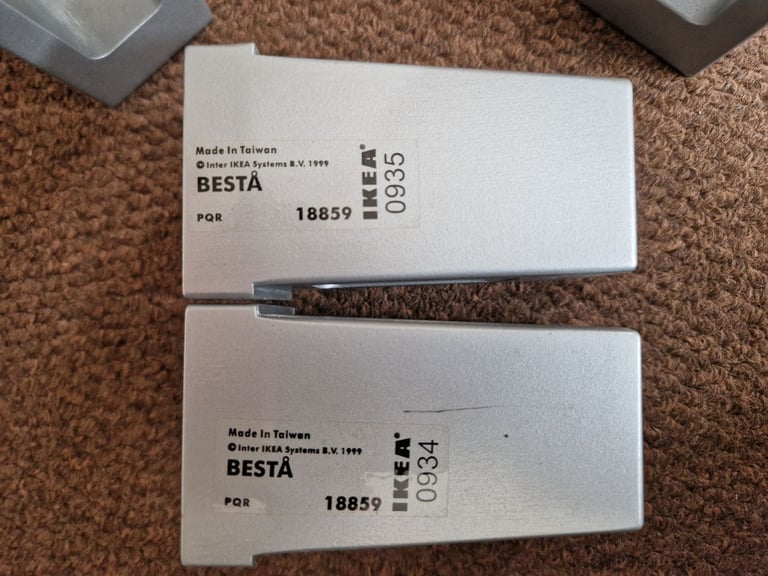 Made In Taiwan
© Inter IKEA Systems B.V. 1999
BESTÅ
PQR 18859
IKEA®
0935
Made In Taiwan
© Inter IKEA Systems B.V. 1999
BESTÅ
PQR 18859
IKEA®
0934